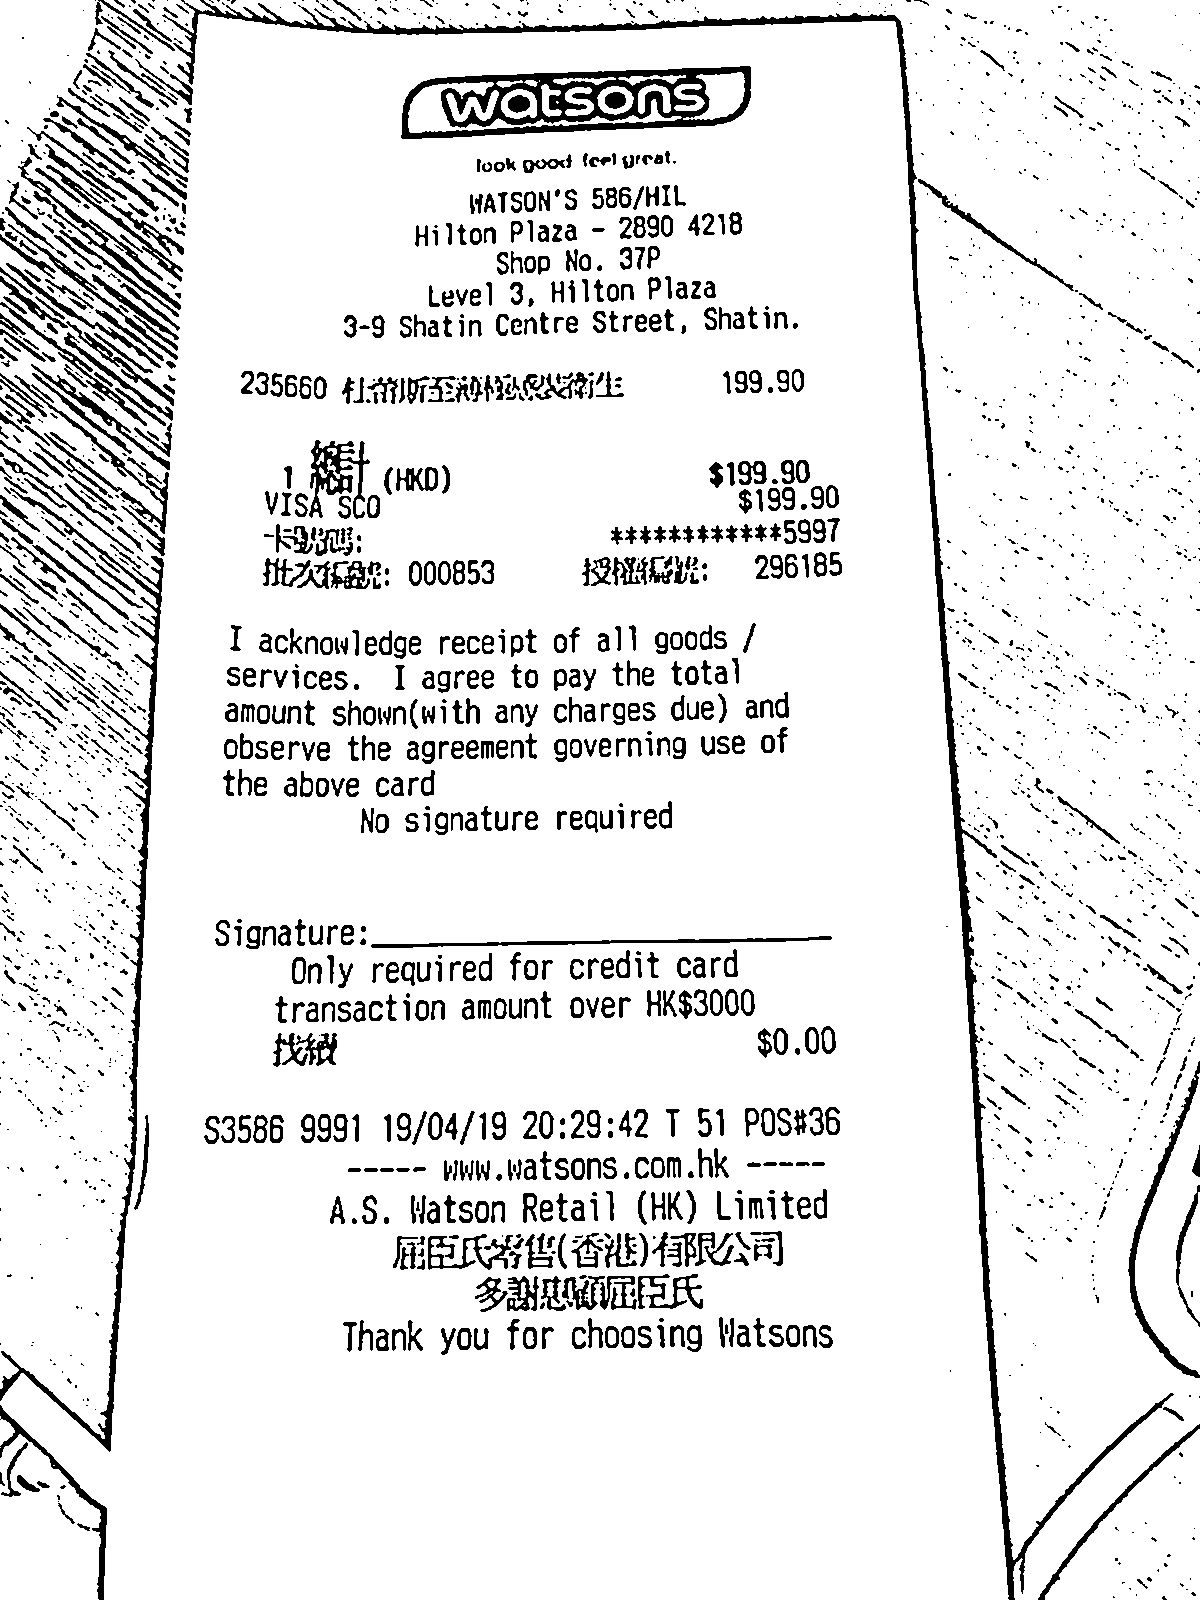 watsons
look good feel great.
WATSON'S 586/HIL
Hilton Plaza - 2890 4218
Shop No. 37P
Level 3, Hilton Plaza
3-9 Shatin Centre Street, Shatin.
235660 杜蕾斯至 衛生 199.90
總計
1 總計 (HKD) $199.90
VISA SCO $199.90
卡號碼: ************5997
批次編號: 000853 授權編號: 296185
I acknowledge receipt of all goods /
services. I agree to pay the total
amount shown(with any charges due) and
observe the agreement governing use of
the above card
No signature required
Signature:
Only required for credit card
transaction amount over HK$3000
找續 $0.00
S3586 9991 19/04/19 20:29:42 T 51 POS#36
----- www.watsons.com.hk -----
A.S. Watson Retail (HK) Limited
屈臣氏零售(香港)有限公司
多謝惠顧屈臣氏
Thank you for choosing Watsons